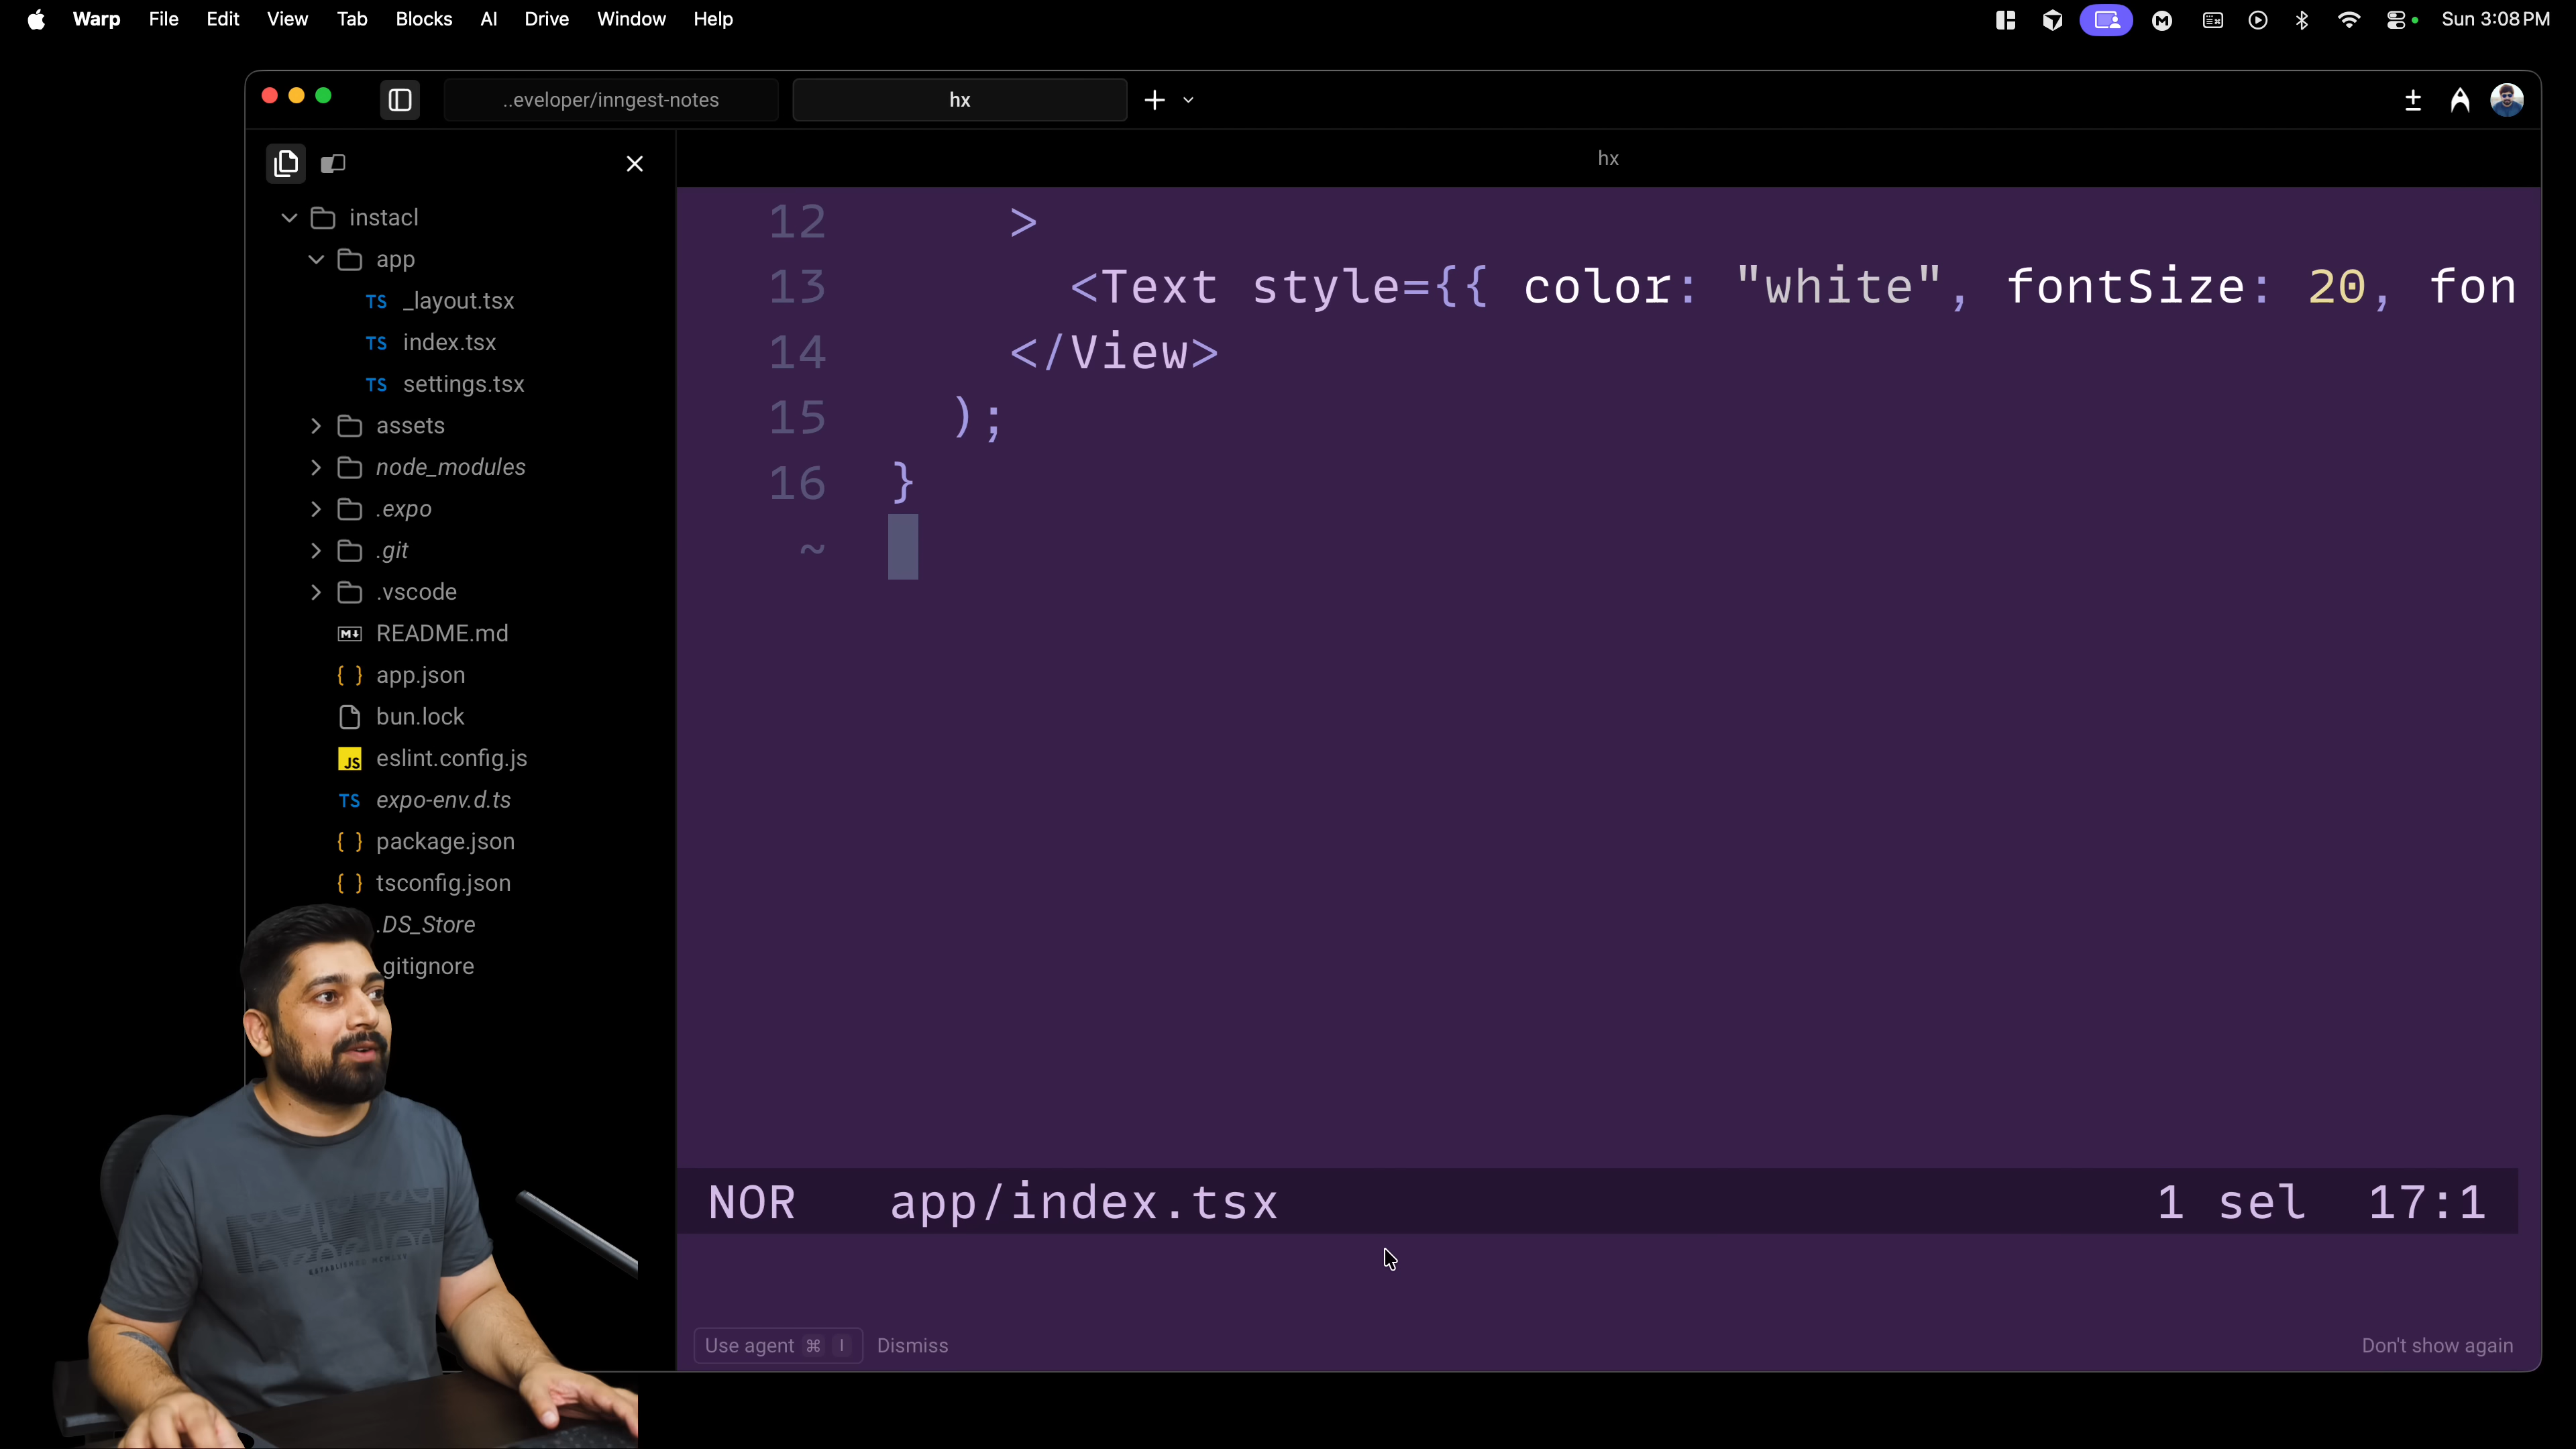 Warp File Edit View Tab Blocks AI Drive Window Help
Sun 3:08 PM
..eveloper/inngest-notes
hx
hx
instacl
app
TS _layout.tsx
TS index.tsx
TS settings.tsx
assets
node_modules
.expo
.git
.vscode
README.md
{ } app.json
bun.lock
JS eslint.config.js
TS expo-env.d.ts
{ } package.json
{ } tsconfig.json
.DS_Store
.gitignore
12 >
13 <Text style={{ color: "white", fontSize: 20, fon
14 </View>
15 );
16 }
~
NOR app/index.tsx 1 sel 17:1
Use agent ⌘ I Dismiss
Don't show again